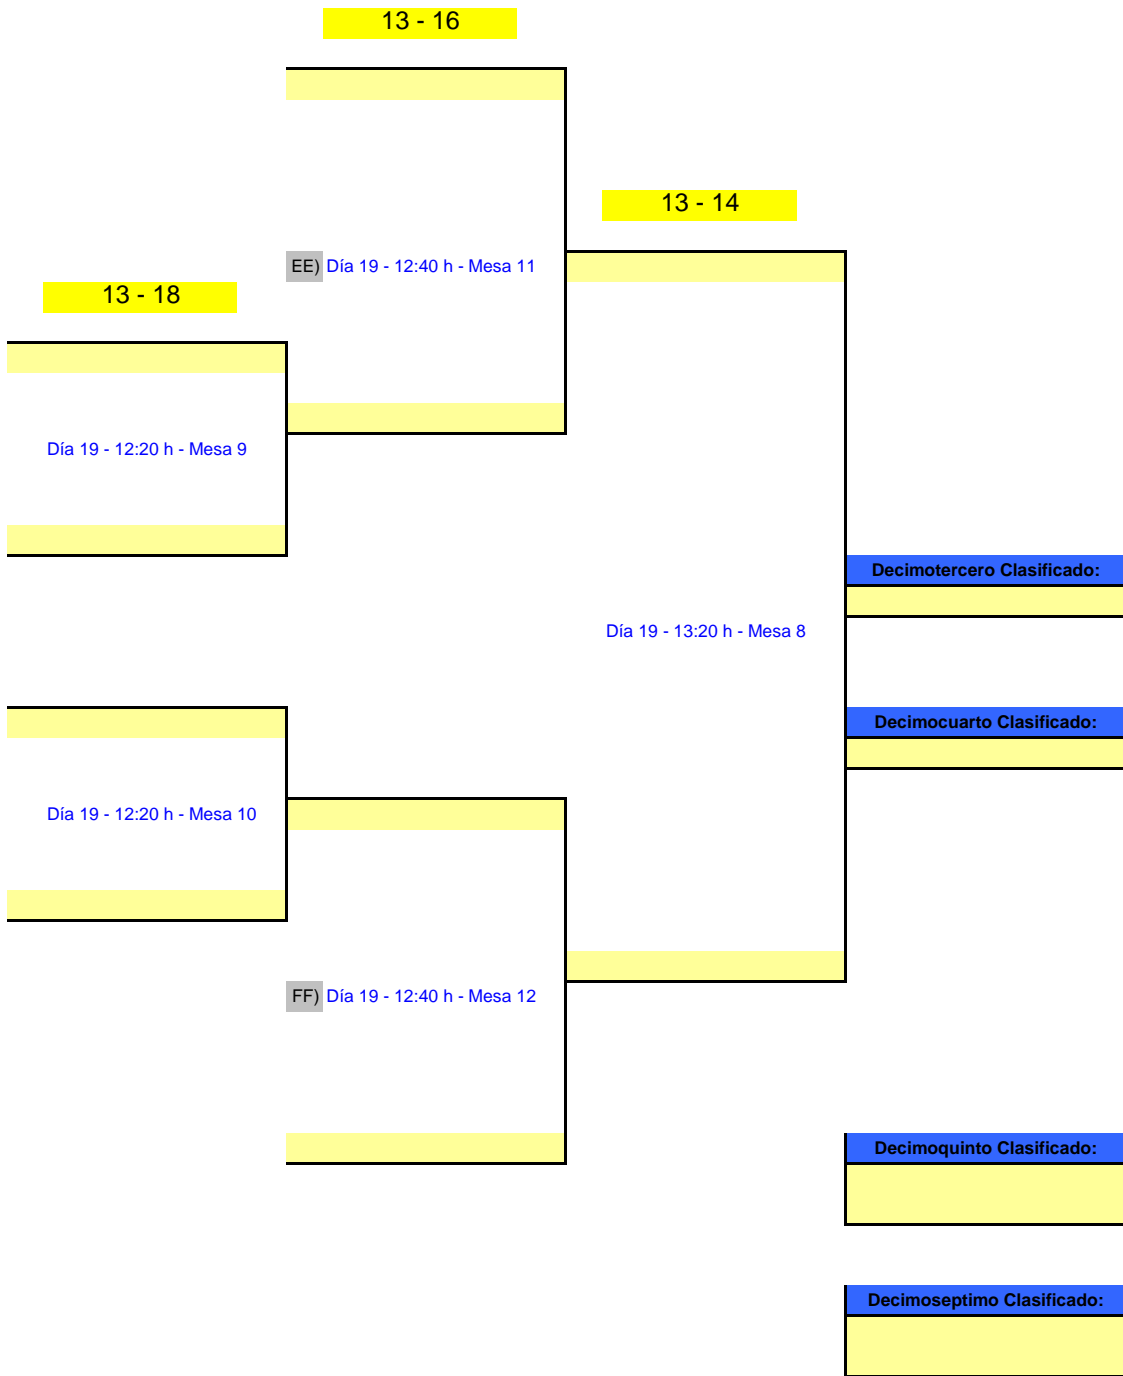 13 - 16
13 - 14
EE) Día 19 - 12:40 h - Mesa 11
13 - 18
Día 19 - 12:20 h - Mesa 9
Decimotercero Clasificado:
Día 19 - 13:20 h - Mesa 8
Decimocuarto Clasificado:
Día 19 - 12:20 h - Mesa 10
FF) Día 19 - 12:40 h - Mesa 12
Decimoquinto Clasificado:
Decimoseptimo Clasificado: